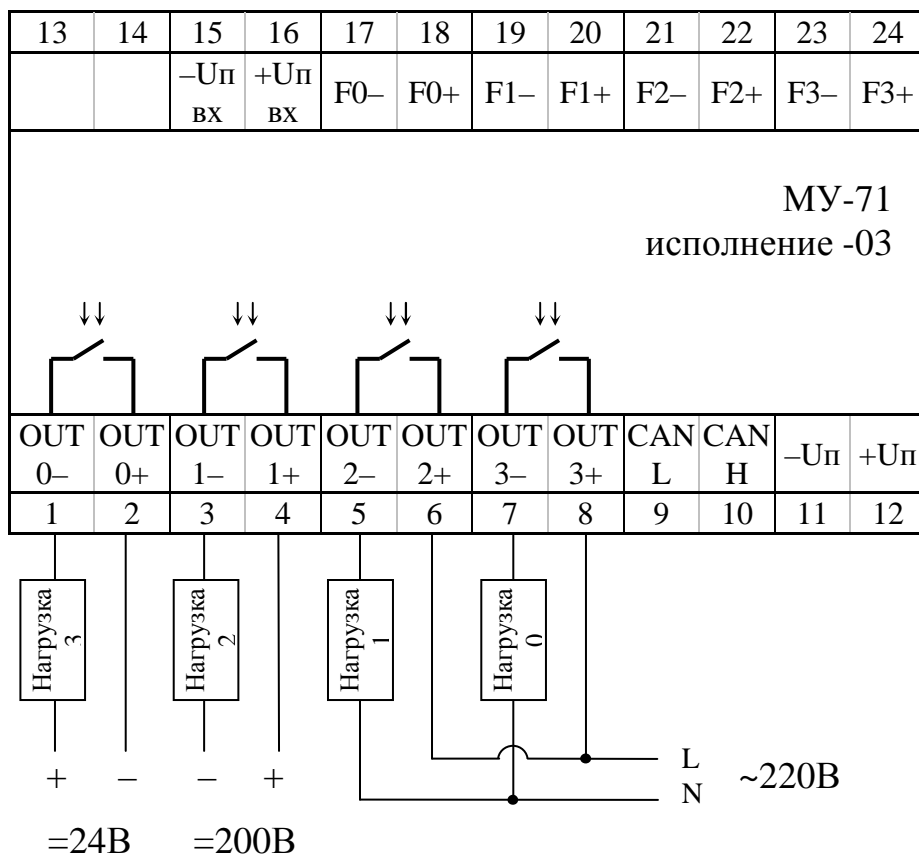 13 14 15 16 17 18 19 20 21 22 23 24
–Uп +Uп F0– F0+ F1– F1+ F2– F2+ F3– F3+
вх вх
МУ-71
исполнение -03
OUT OUT OUT OUT OUT OUT OUT OUT CAN CAN –Uп +Uп
0– 0+ 1– 1+ 2– 2+ 3– 3+ L H
1 2 3 4 5 6 7 8 9 10 11 12
Нагрузка 3
Нагрузка 2
Нагрузка 1
Нагрузка 0
+ – – +
L
N
~220В
=24В =200В